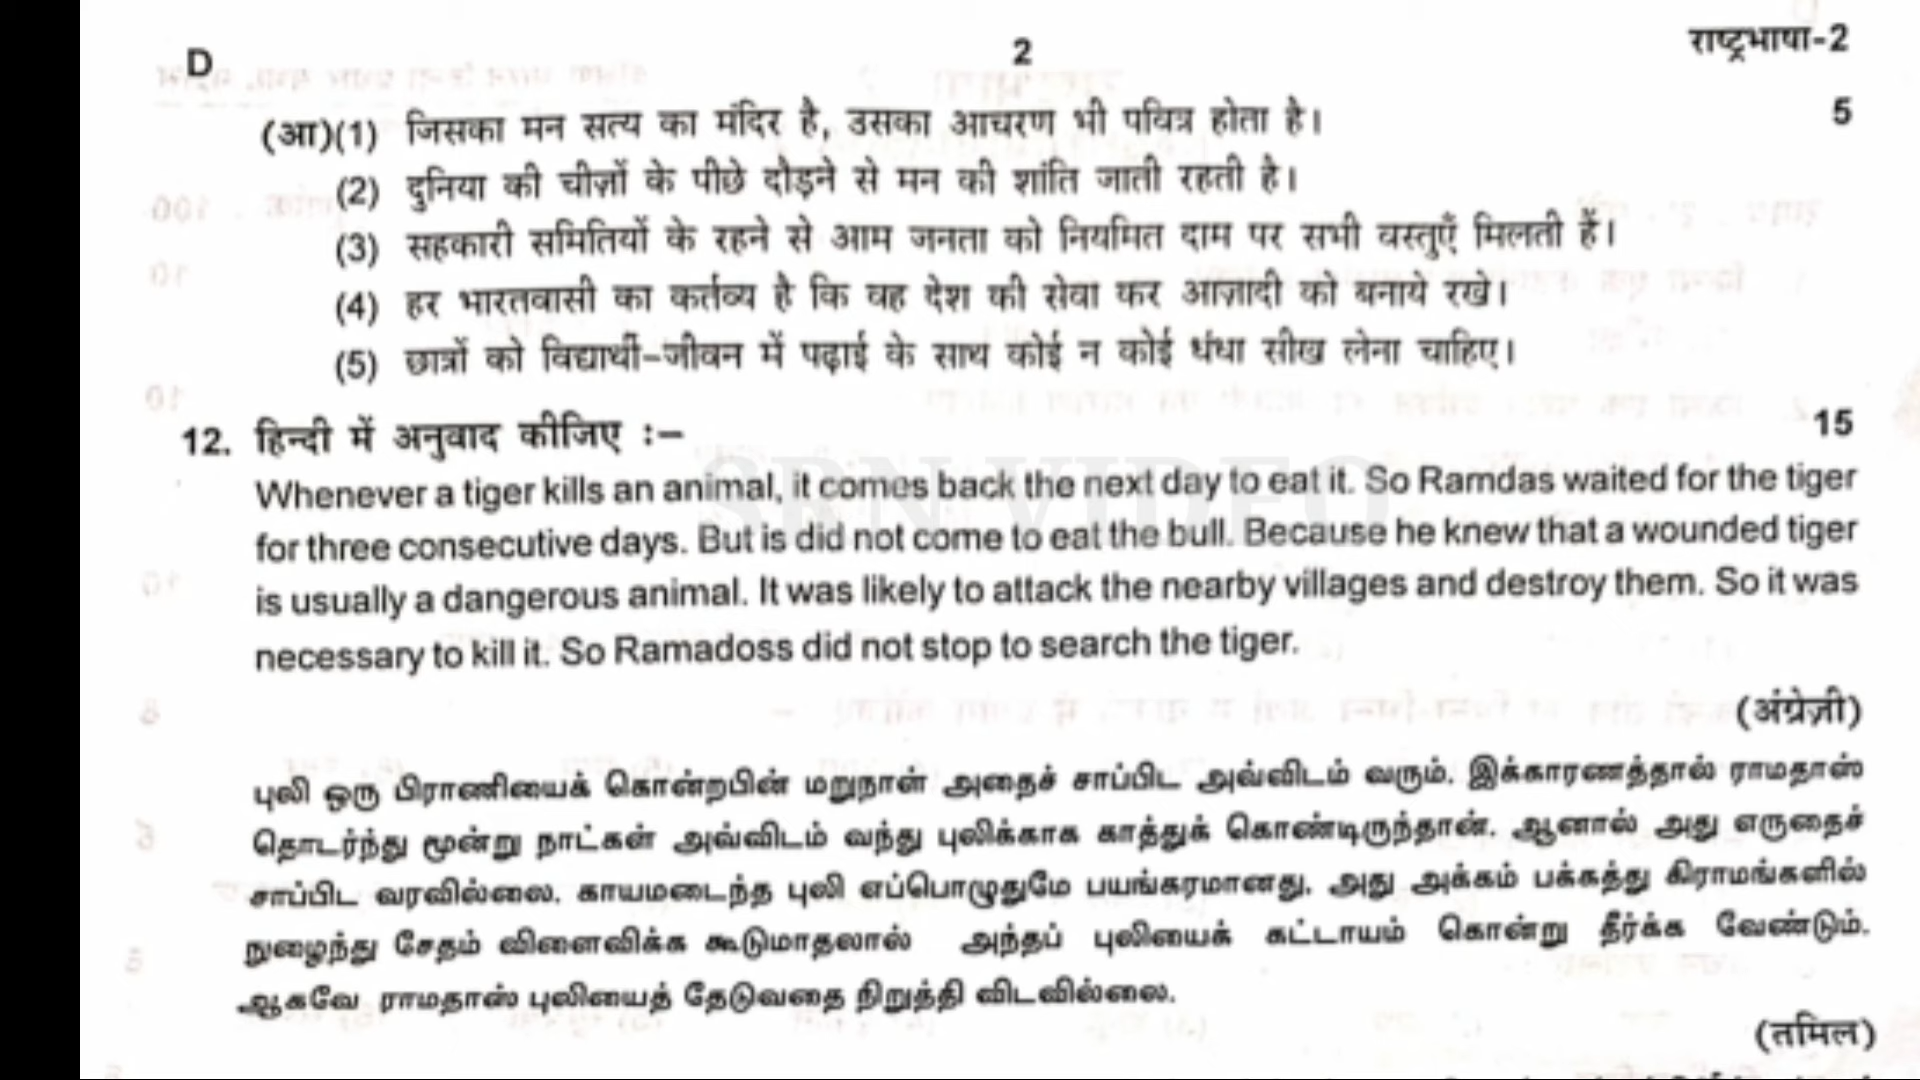 D 2 राष्ट्रभाषा-2
(आ)(1) जिसका मन सत्य का मंदिर है, उसका आचरण भी पवित्र होता है। 5
(2) दुनिया की चीज़ों के पीछे दौड़ने से मन की शांति जाती रहती है।
(3) सहकारी समितियों के रहने से आम जनता को नियमित दाम पर सभी वस्तुएँ मिलती हैं।
(4) हर भारतवासी का कर्तव्य है कि वह देश की सेवा कर आज़ादी को बनाये रखे।
(5) छात्रों को विद्यार्थी-जीवन में पढ़ाई के साथ कोई न कोई धंधा सीख लेना चाहिए।
12. हिन्दी में अनुवाद कीजिए :- 15
SRN VIDEO
Whenever a tiger kills an animal, it comes back the next day to eat it. So Ramdas waited for the tiger
for three consecutive days. But is did not come to eat the bull. Because he knew that a wounded tiger
is usually a dangerous animal. It was likely to attack the nearby villages and destroy them. So it was
necessary to kill it. So Ramadoss did not stop to search the tiger.
(अंग्रेज़ी)
புலி ஒரு பிராணியைக் கொன்றபின் மறுநாள் அதைச் சாப்பிட அவ்விடம் வரும். இக்காரணத்தால் ராமதாஸ்
தொடர்ந்து மூன்று நாட்கள் அவ்விடம் வந்து புலிக்காக காத்துக் கொண்டிருந்தான். ஆனால் அது எருதைச்
சாப்பிட வரவில்லை. காயமடைந்த புலி எப்பொழுதுமே பயங்கரமானது. அது அக்கம் பக்கத்து கிராமங்களில்
நுழைந்து சேதம் விளைவிக்க கூடுமாதலால் அந்தப் புலியைக் கட்டாயம் கொன்று தீர்க்க வேண்டும்.
ஆகவே ராமதாஸ் புலியைத் தேடுவதை நிறுத்தி விடவில்லை.
(तमिल)